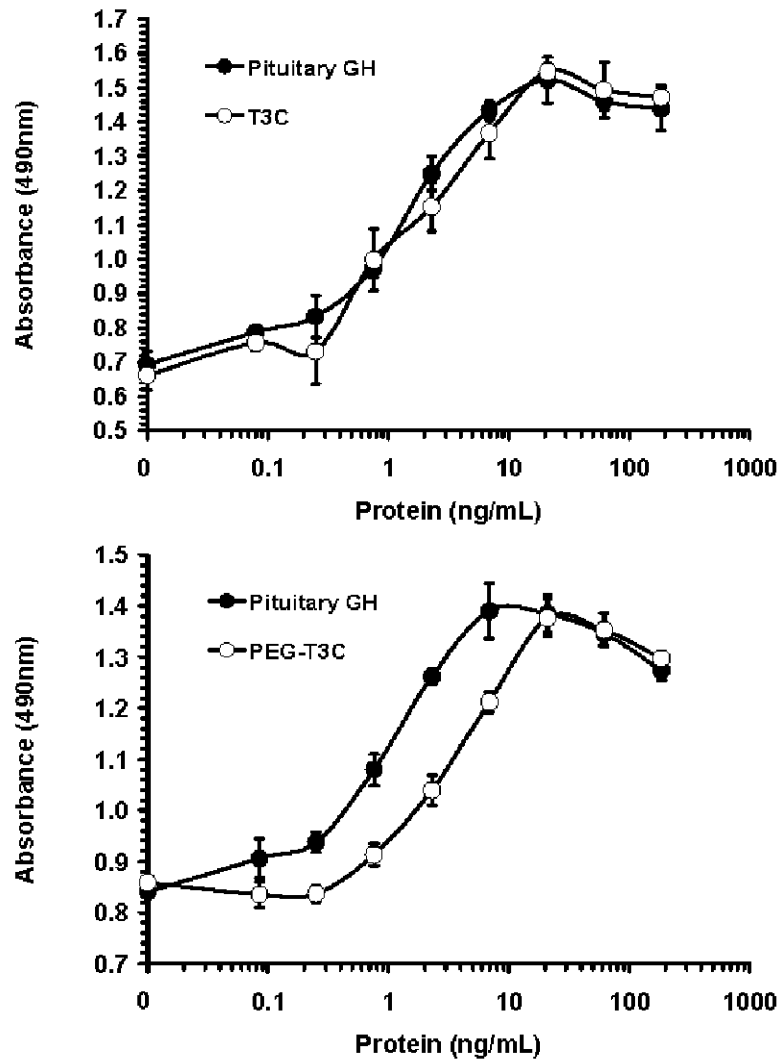 1.7
1.6
1.5
1.4
1.3
1.2
1.1
1.0
0.9
0.8
0.7
0.6
0.5
Absorbance (490nm)
Pituitary GH
T3C
0 0.1 1 10 100 1000
Protein (ng/mL)
1.5
1.4
1.3
1.2
1.1
1.0
0.9
0.8
0.7
Absorbance (490nm)
Pituitary GH
PEG-T3C
0 0.1 1 10 100 1000
Protein (ng/mL)